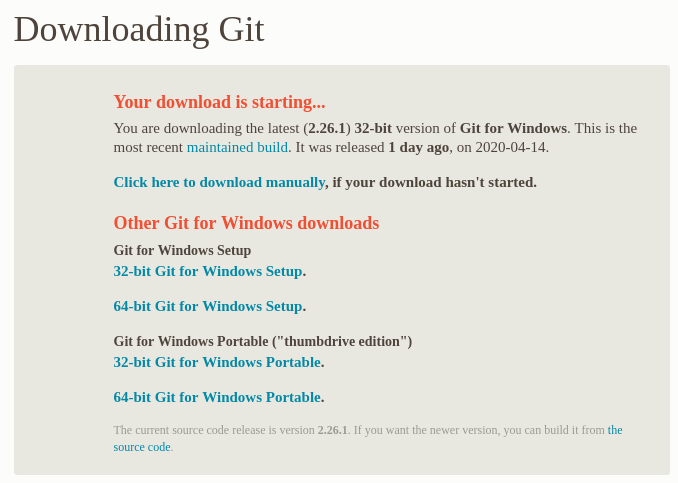 Downloading Git
Your download is starting...
You are downloading the latest (2.26.1) 32-bit version of Git for Windows. This is the
most recent maintained build. It was released 1 day ago, on 2020-04-14.
Click here to download manually, if your download hasn't started.
Other Git for Windows downloads
Git for Windows Setup
32-bit Git for Windows Setup.
64-bit Git for Windows Setup.
Git for Windows Portable ("thumbdrive edition")
32-bit Git for Windows Portable.
64-bit Git for Windows Portable.
The current source code release is version 2.26.1. If you want the newer version, you can build it from the
source code.